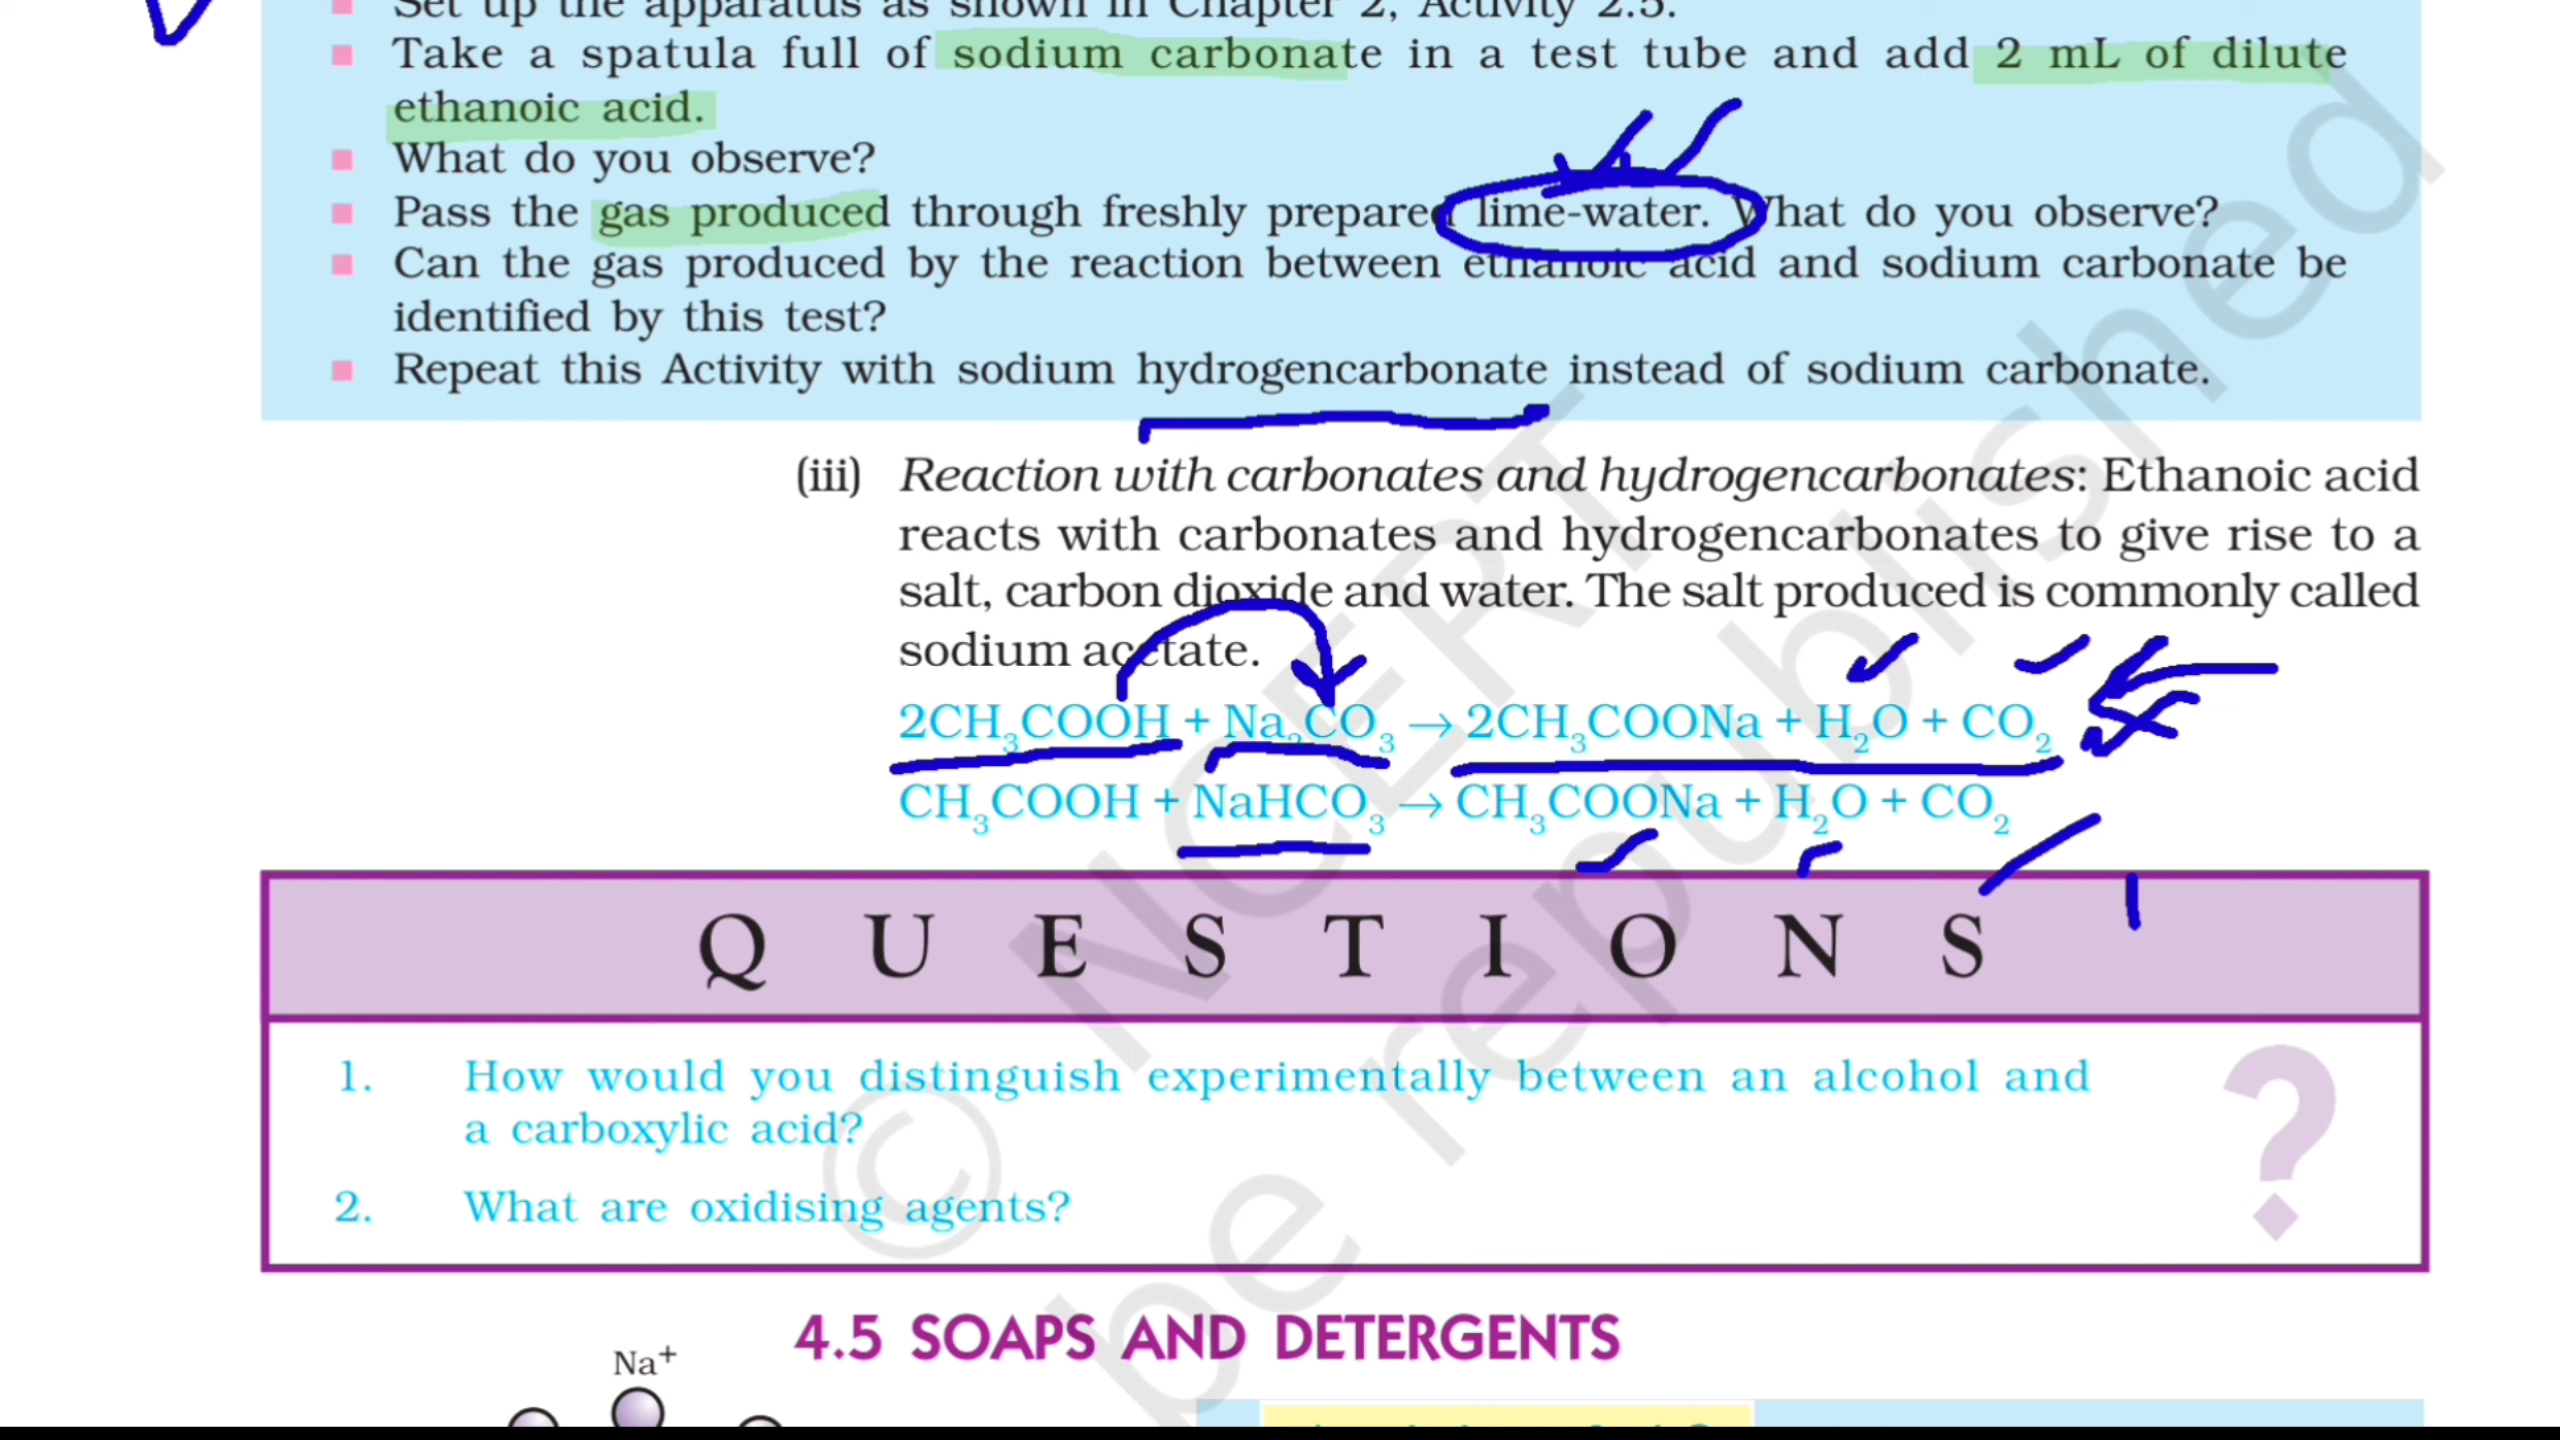 Set up the apparatus as shown in Chapter 2, Activity 2.5.
Take a spatula full of sodium carbonate in a test tube and add 2 mL of dilute
ethanoic acid.
What do you observe?
Pass the gas produced through freshly prepared lime-water. What do you observe?
Can the gas produced by the reaction between ethanoic acid and sodium carbonate be
identified by this test?
Repeat this Activity with sodium hydrogencarbonate instead of sodium carbonate.
(iii) Reaction with carbonates and hydrogencarbonates: Ethanoic acid
reacts with carbonates and hydrogencarbonates to give rise to a
salt, carbon dioxide and water. The salt produced is commonly called
sodium acetate.
2CH₃COOH + Na₂CO₃ → 2CH₃COONa + H₂O + CO₂
CH₃COOH + NaHCO₃ → CH₃COONa + H₂O + CO₂
QUESTIONS
1. How would you distinguish experimentally between an alcohol and
a carboxylic acid?
2. What are oxidising agents?
?
4.5 SOAPS AND DETERGENTS
Na⁺
© NCERT
be republished